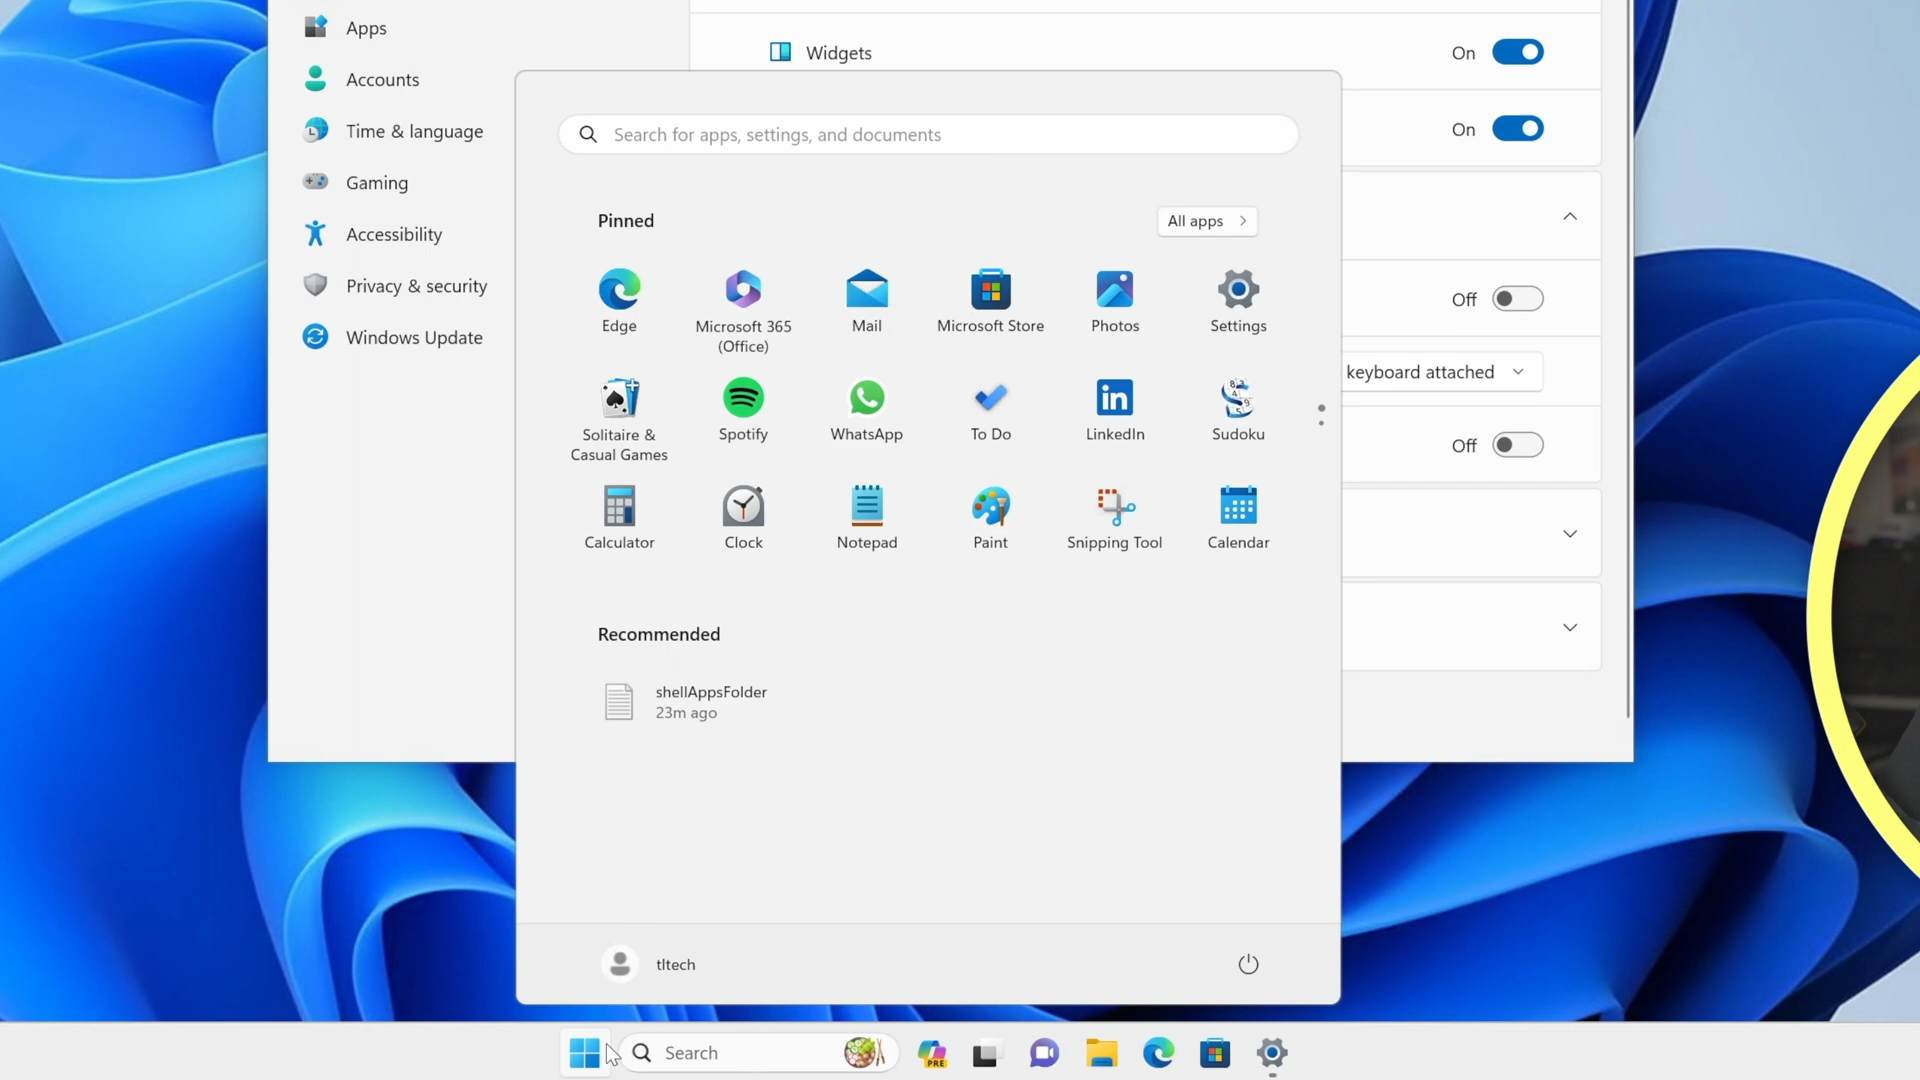 Apps
Accounts
Time & language
Gaming
Accessibility
Privacy & security
Windows Update
Widgets
On
On
Off
keyboard attached
Off
Search for apps, settings, and documents
Pinned
All apps
Edge
Microsoft 365
(Office)
Mail
Microsoft Store
Photos
Settings
Solitaire &
Casual Games
Spotify
WhatsApp
To Do
LinkedIn
Sudoku
Calculator
Clock
Notepad
Paint
Snipping Tool
Calendar
Recommended
shellAppsFolder
23m ago
tltech
Search
PRE